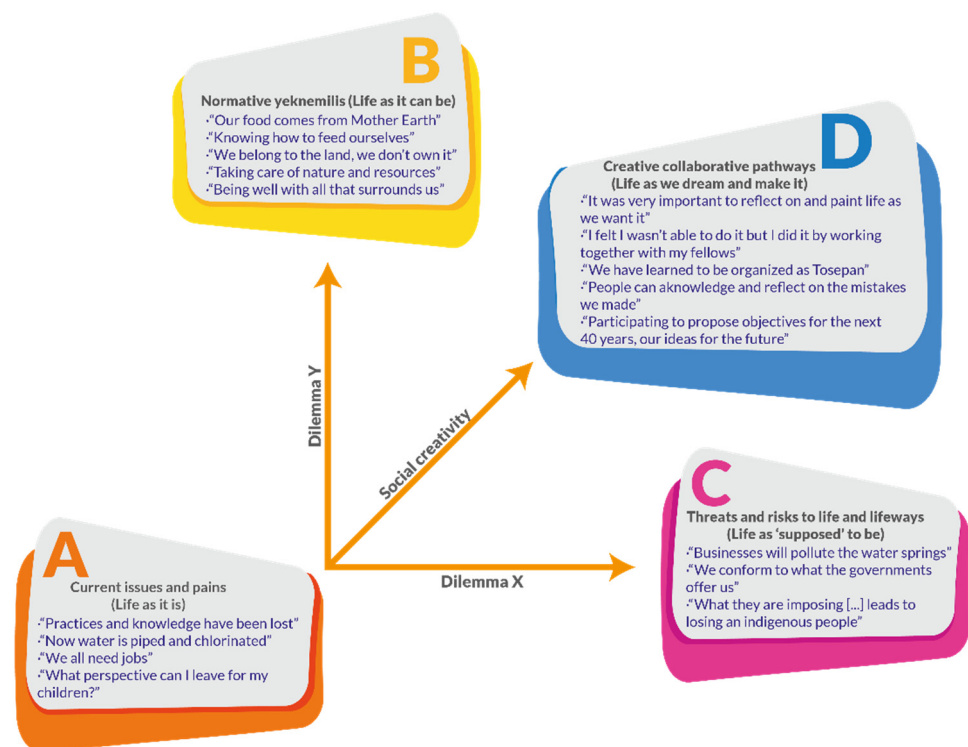 B
Normative yeknemilis (Life as it can be)
·“Our food comes from Mother Earth”
·“Knowing how to feed ourselves”
·“We belong to the land, we don’t own it”
·“Taking care of nature and resources”
·“Being well with all that surrounds us”
D
Creative collaborative pathways
(Life as we dream and make it)
·“It was very important to reflect on and paint life as
we want it”
·“I felt I wasn’t able to do it but I did it by working
together with my fellows”
·“We have learned to be organized as Tosepan”
·“People can aknowledge and reflect on the mistakes
we made”
·“Participating to propose objectives for the next
40 years, our ideas for the future”
Dilemma Y
Social creativity
Dilemma X
A
Current issues and pains
(Life as it is)
·“Practices and knowledge have been lost”
·“Now water is piped and chlorinated”
·“We all need jobs”
·“What perspective can I leave for my
children?”
C
Threats and risks to life and lifeways
(Life as ‘supposed’ to be)
·“Businesses will pollute the water springs”
·“We conform to what the governments
offer us”
·“What they are imposing [...] leads to
losing an indigenous people”